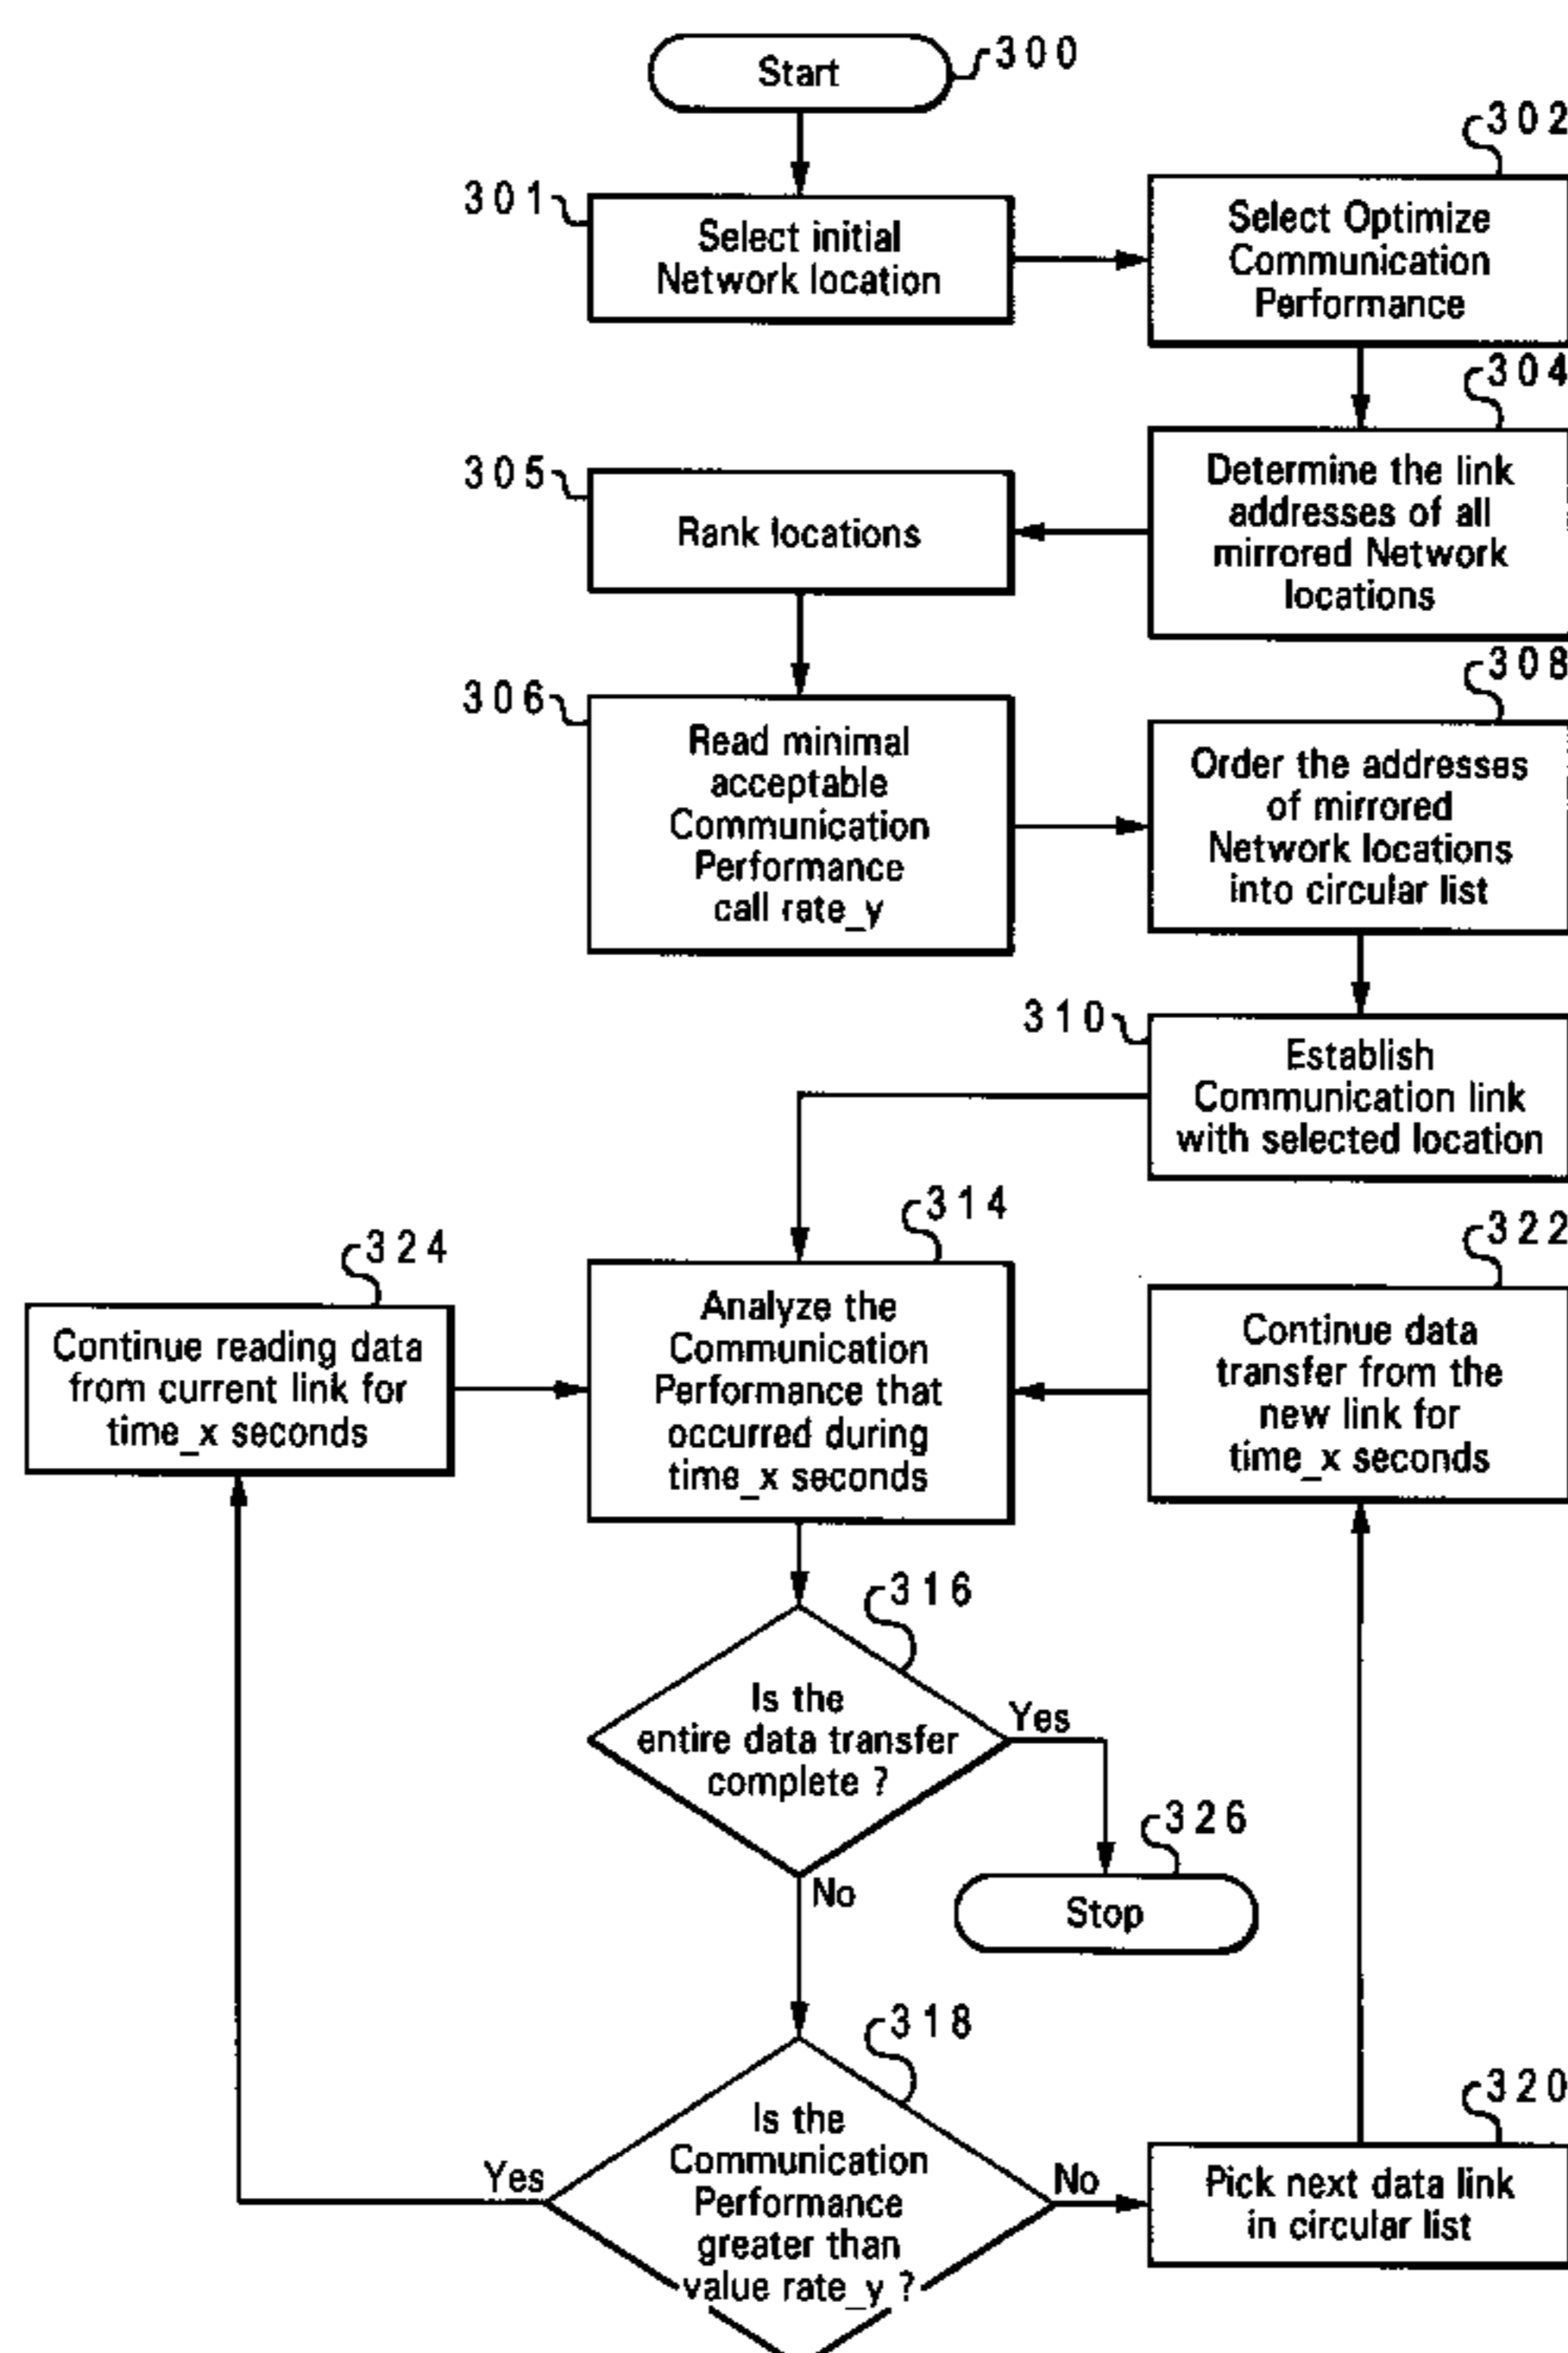 Start
300
301
Select initial
Network location
302
Select Optimize
Communication
Performance
304
Determine the link
addresses of all
mirrored Network
locations
305
Rank locations
306
Read minimal
acceptable
Communication
Performance
call rate_y
308
Order the addresses
of mirrored
Network locations
into circular list
310
Establish
Communication link
with selected location
314
Analyze the
Communication
Performance that
occurred during
time_x seconds
324
Continue reading data
from current link for
time_x seconds
322
Continue data
transfer from the
new link for
time_x seconds
316
Is the
entire data transfer
complete ?
Yes
326
Stop
No
318
Is the
Communication
Performance
greater than
value rate_y ?
Yes
No
320
Pick next data link
in circular list